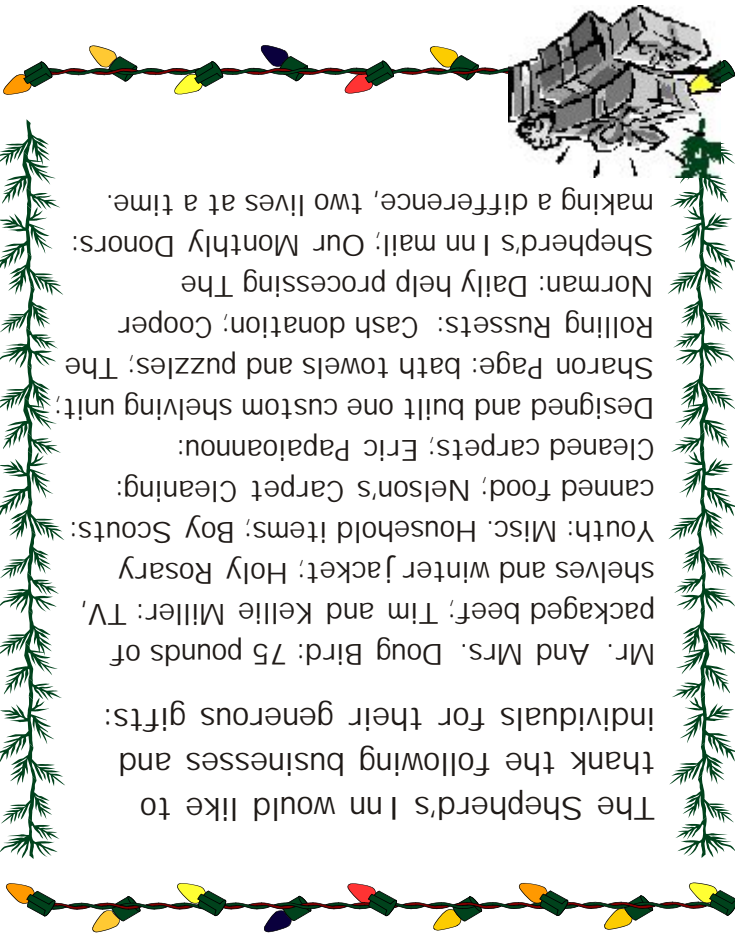 The Shepherd's Inn would like to
thank the following businesses and
individuals for their generous gifts:
Mr. And Mrs. Doug Bird: 75 pounds of
packaged beef; Tim and Kellie Miller: TV,
shelves and winter jacket; Holy Rosary
Youth: Misc. Household items; Boy Scouts:
canned food; Nelson's Carpet Cleaning:
Cleaned carpets; Eric Papaioannou:
Designed and built one custom shelving unit;
Sharon Page: bath towels and puzzles; The
Rolling Russets: Cash donation; Cooper
Norman: Daily help processing The
Shepherd's Inn mail; Our Monthly Donors:
making a difference, two lives at a time.